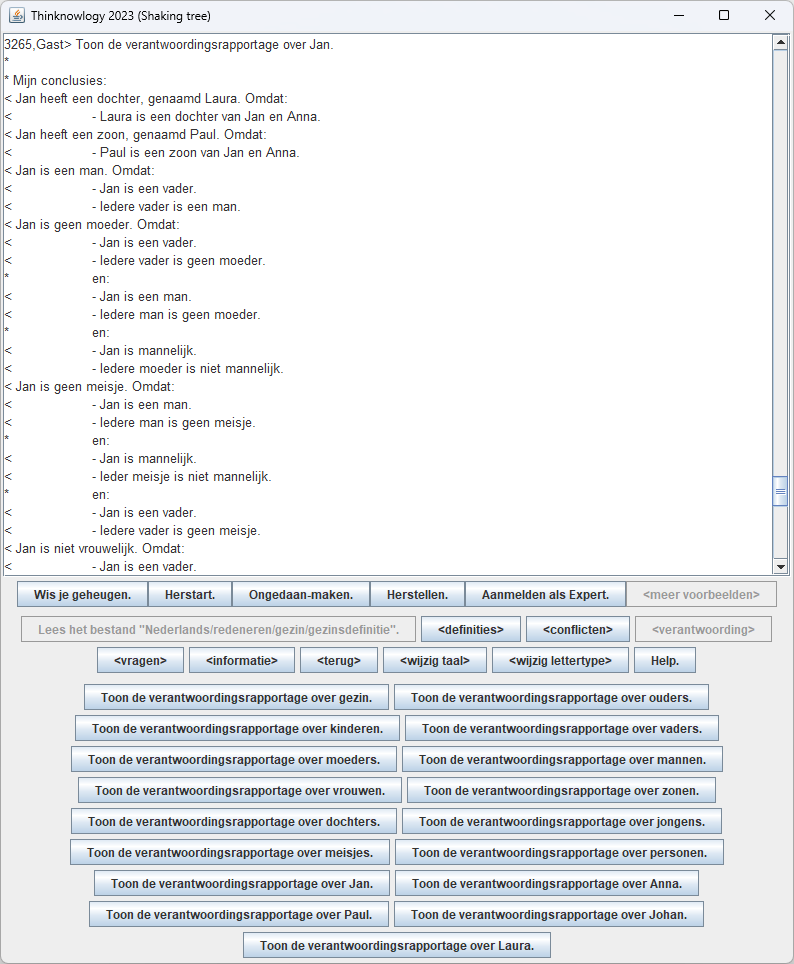 Thinknowlogy 2023 (Shaking tree)
3265,Gast> Toon de verantwoordingsrapportage over Jan.
*
* Mijn conclusies:
< Jan heeft een dochter, genaamd Laura. Omdat:
< - Laura is een dochter van Jan en Anna.
< Jan heeft een zoon, genaamd Paul. Omdat:
< - Paul is een zoon van Jan en Anna.
< Jan is een man. Omdat:
< - Jan is een vader.
< - Iedere vader is een man.
< Jan is geen moeder. Omdat:
< - Jan is een vader.
< - Iedere vader is geen moeder.
* en:
< - Jan is een man.
< - Iedere man is geen moeder.
* en:
< - Jan is mannelijk.
< - Iedere moeder is niet mannelijk.
< Jan is geen meisje. Omdat:
< - Jan is een man.
< - Iedere man is geen meisje.
* en:
< - Jan is mannelijk.
< - Ieder meisje is niet mannelijk.
* en:
< - Jan is een vader.
< - Iedere vader is geen meisje.
< Jan is niet vrouwelijk. Omdat:
< - Jan is een vader.
Wis je geheugen. Herstart. Ongedaan-maken. Herstellen. Aanmelden als Expert. <meer voorbeelden>
Lees het bestand "Nederlands/redeneren/gezin/gezinsdefinitie". <definities> <conflicten> <verantwoording>
<vragen> <informatie> <terug> <wijzig taal> <wijzig lettertype> Help.
Toon de verantwoordingsrapportage over gezin. Toon de verantwoordingsrapportage over ouders.
Toon de verantwoordingsrapportage over kinderen. Toon de verantwoordingsrapportage over vaders.
Toon de verantwoordingsrapportage over moeders. Toon de verantwoordingsrapportage over mannen.
Toon de verantwoordingsrapportage over vrouwen. Toon de verantwoordingsrapportage over zonen.
Toon de verantwoordingsrapportage over dochters. Toon de verantwoordingsrapportage over jongens.
Toon de verantwoordingsrapportage over meisjes. Toon de verantwoordingsrapportage over personen.
Toon de verantwoordingsrapportage over Jan. Toon de verantwoordingsrapportage over Anna.
Toon de verantwoordingsrapportage over Paul. Toon de verantwoordingsrapportage over Johan.
Toon de verantwoordingsrapportage over Laura.